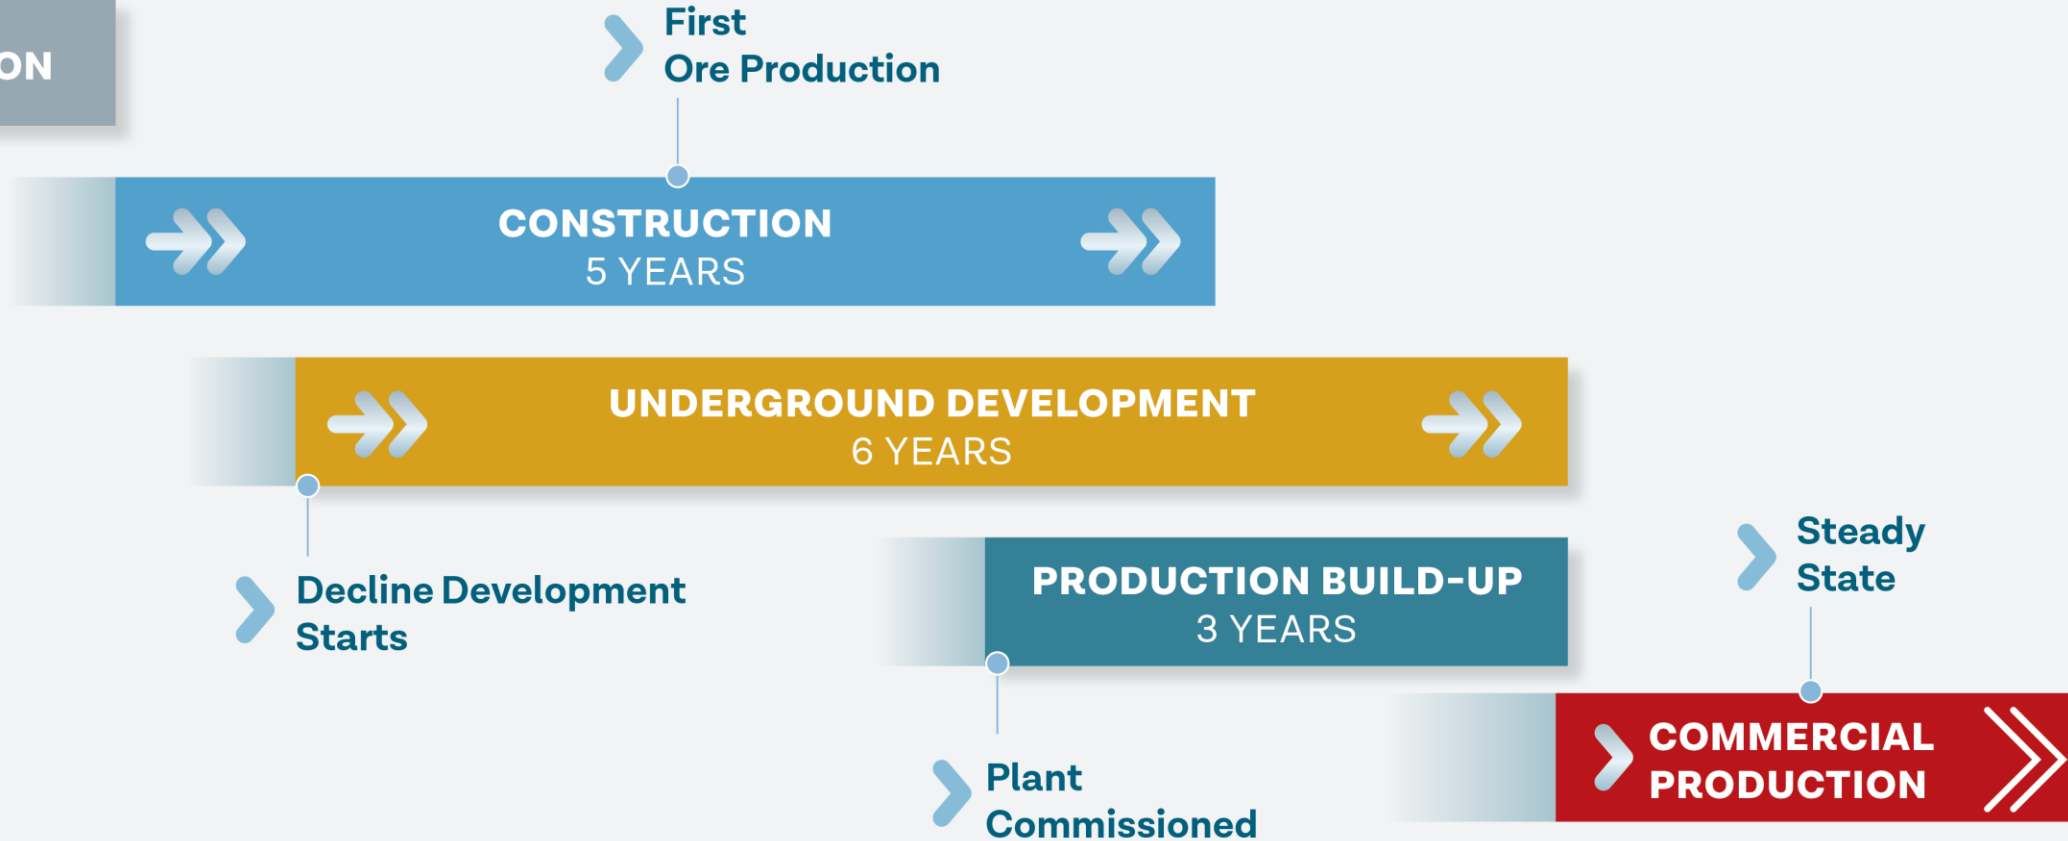 First
Ore Production
ON
CONSTRUCTION
5 YEARS
UNDERGROUND DEVELOPMENT
6 YEARS
Decline Development
Starts
Steady
State
PRODUCTION BUILD-UP
3 YEARS
COMMERCIAL
PRODUCTION
Plant
Commissioned